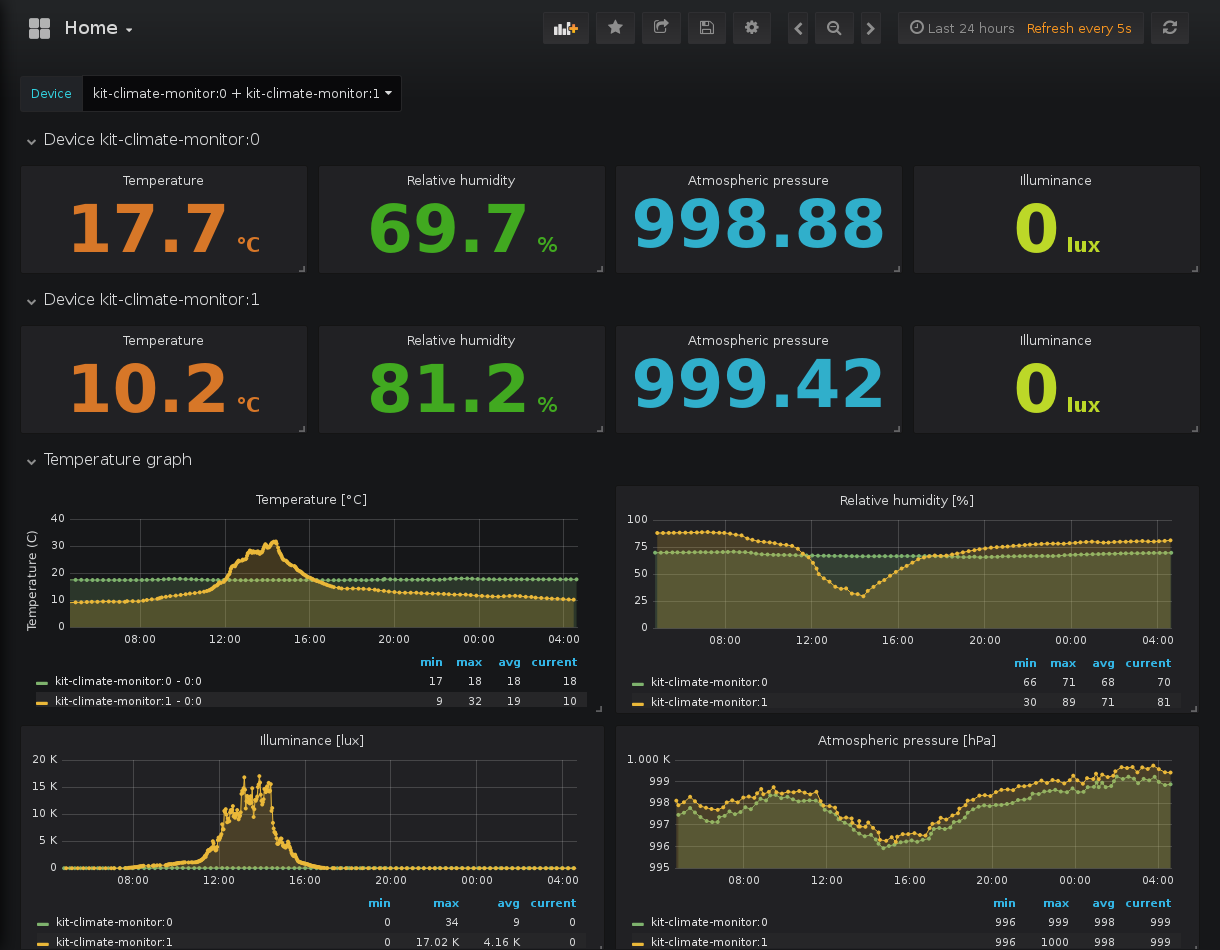 Home
Last 24 hours Refresh every 5s
Device kit-climate-monitor:0 + kit-climate-monitor:1
Device kit-climate-monitor:0
Temperature Relative humidity Atmospheric pressure Illuminance
17.7 °C 69.7 % 998.88 0 lux
Device kit-climate-monitor:1
Temperature Relative humidity Atmospheric pressure Illuminance
10.2 °C 81.2 % 999.42 0 lux
Temperature graph
Temperature [°C]
Temperature (C)
40
30
20
10
0
08:00 12:00 16:00 20:00 00:00 04:00
min max avg current
kit-climate-monitor:0 - 0:0 17 18 18 18
kit-climate-monitor:1 - 0:0 9 32 19 10
Relative humidity [%]
100
75
50
25
0
08:00 12:00 16:00 20:00 00:00 04:00
min max avg current
kit-climate-monitor:0 66 71 68 70
kit-climate-monitor:1 30 89 71 81
Illuminance [lux]
20 K
15 K
10 K
5 K
0
08:00 12:00 16:00 20:00 00:00 04:00
min max avg current
kit-climate-monitor:0 0 34 9 0
kit-climate-monitor:1 0 17.02 K 4.16 K 0
Atmospheric pressure [hPa]
1.000 K
999
998
997
996
995
08:00 12:00 16:00 20:00 00:00 04:00
min max avg current
kit-climate-monitor:0 996 999 998 999
kit-climate-monitor:1 996 1000 998 999